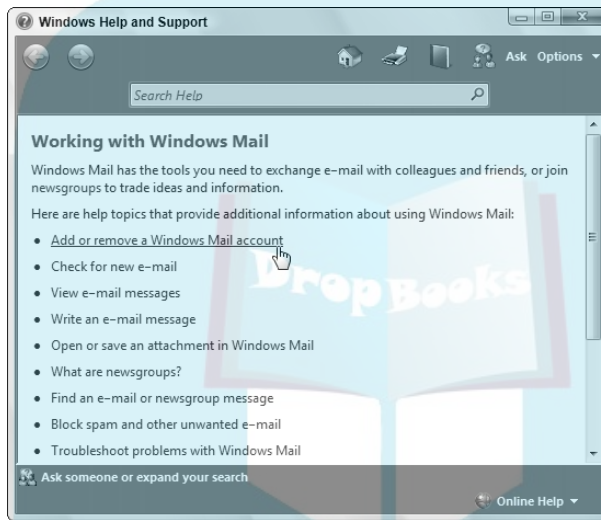 Windows Help and Support
Ask Options
Search Help
Working with Windows Mail
Windows Mail has the tools you need to exchange e-mail with colleagues and friends, or join
newsgroups to trade ideas and information.
Here are help topics that provide additional information about using Windows Mail:
• Add or remove a Windows Mail account
• Check for new e-mail
• View e-mail messages
• Write an e-mail message
• Open or save an attachment in Windows Mail
• What are newsgroups?
• Find an e-mail or newsgroup message
• Block spam and other unwanted e-mail
• Troubleshoot problems with Windows Mail
DropBooks
Ask someone or expand your search
Online Help